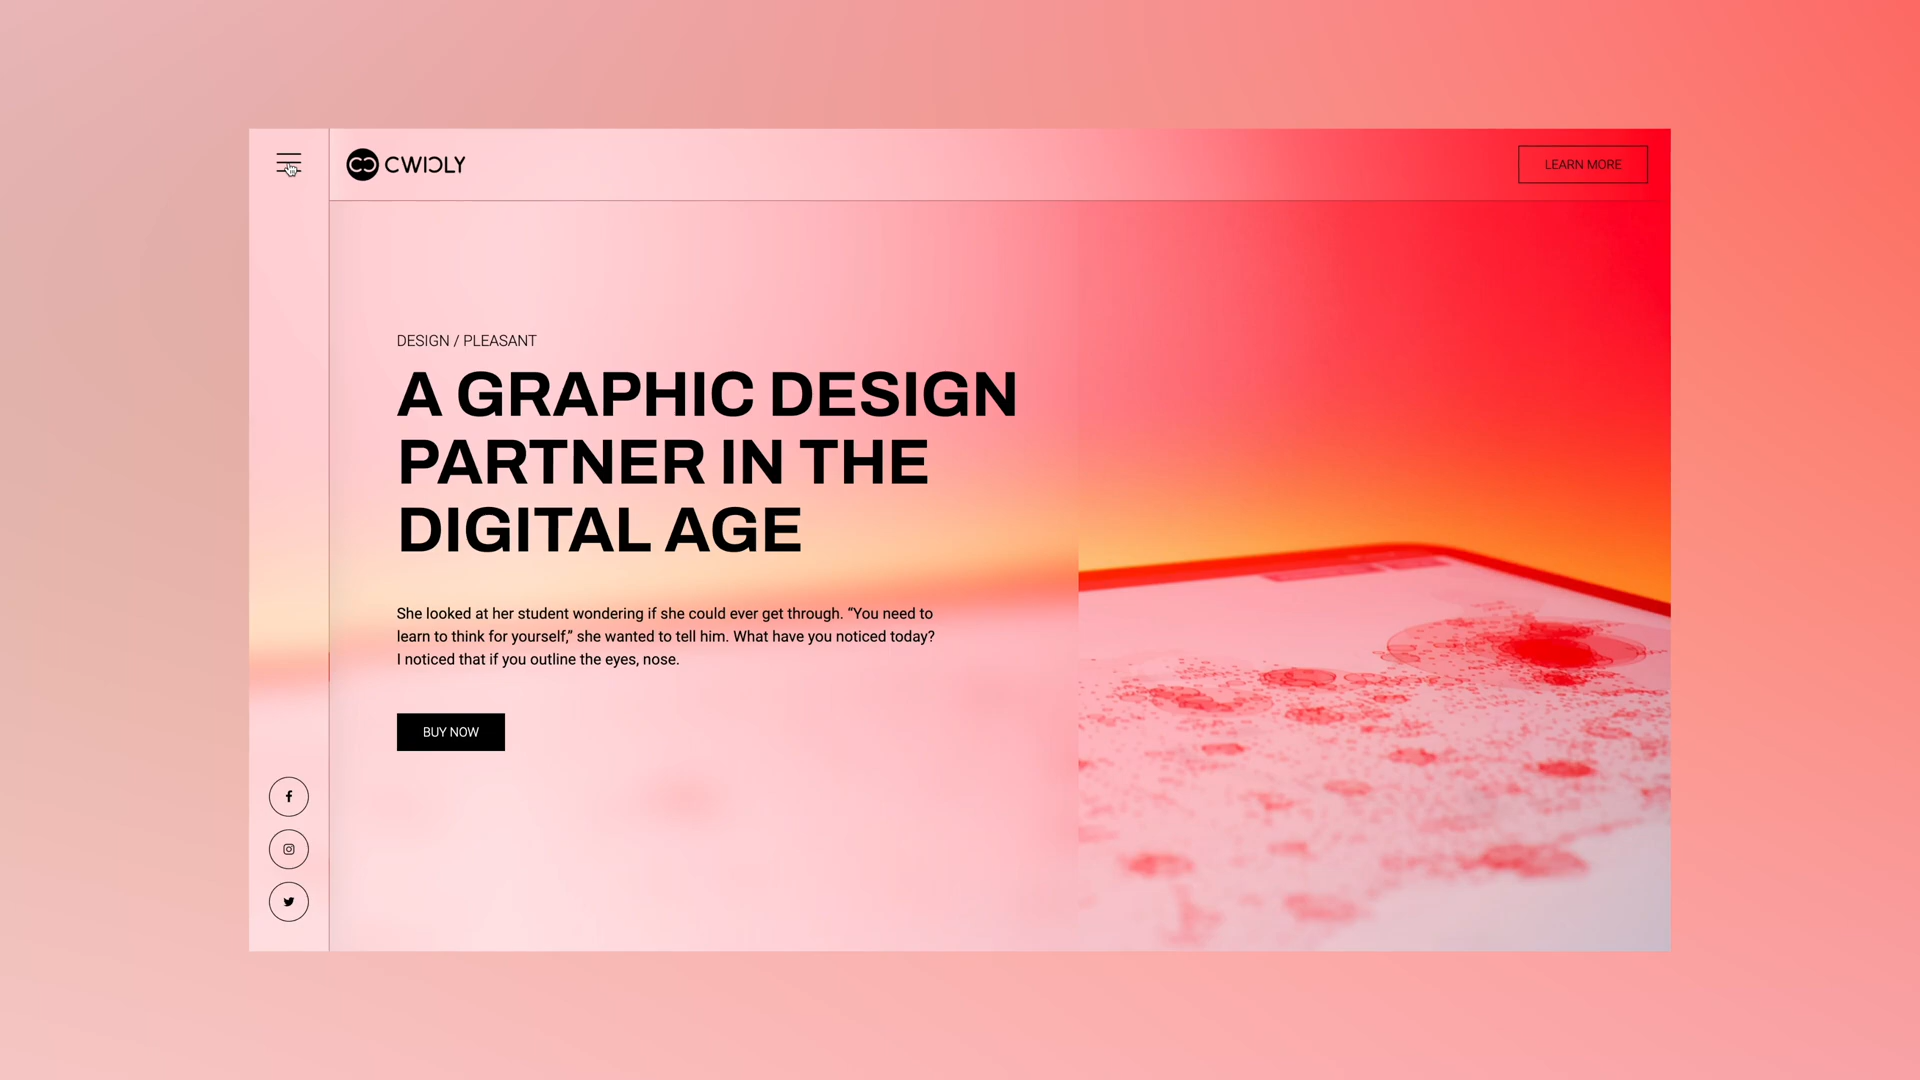 CWICLY
LEARN MORE
DESIGN / PLEASANT
A GRAPHIC DESIGN
PARTNER IN THE
DIGITAL AGE
She looked at her student wondering if she could ever get through. “You need to
learn to think for yourself,” she wanted to tell him. What have you noticed today?
I noticed that if you outline the eyes, nose.
BUY NOW